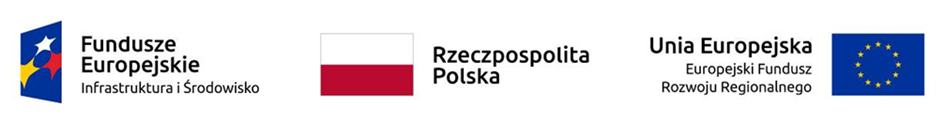 Fundusze
Europejskie
Infrastruktura i Środowisko
Rzeczpospolita
Polska
Unia Europejska
Europejski Fundusz
Rozwoju Regionalnego